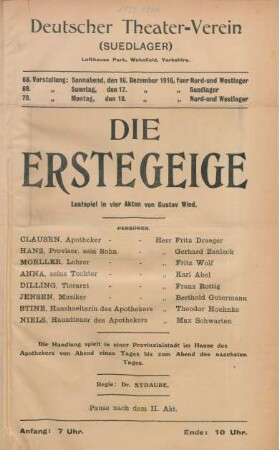 Deutscher Theater-Verein
(SUEDLAGER)
Lofthouse Park, Wakefield, Yorkshire.
68. Vorstellung: Sonnabend, den 16. Dezember 1916, fuer Nord-und Westlager
69. „ Sonntag, den 17. „ „ Suedlager
70. „ Montag, den 18. „ „ Nord-und Westlager
DIE
ERSTEGEIGE
Lustspiel in vier Akten von Gustav Wied.
PERSONEN.
CLAUSEN, Apotheker - - Herr Fritz Droeger
HANS, Provisor, sein Sohn - „ Gerhard Zanisck
MOELLER, Lehrer - - „ Fritz Wolf
ANNA, seine Tochter - - „ Karl Abel
DILLING, Tierarzt - - „ Franz Rottig
JENSEN, Musiker - - „ Berthold Gutermann
STINE, Haushaelterin des Apothekers „ Theodor Hoehnke
NIELS, Hausdiener des Apothekers „ Max Schwarten
Die Handlung spielt in einer Provinzialstadt im Hause des
Apothekers von Abend eines Tages bis zum Abend des naechsten
Tages.
Regie: Dr. STRAUBE.
Pause nach dem II. Akt.
Anfang: 7 Uhr. Ende: 10 Uhr.